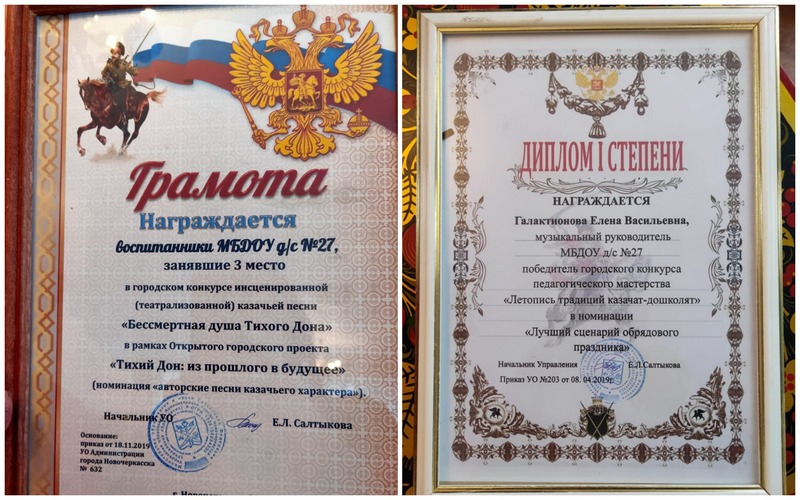 Грамота
Награждается
воспитанники МБДОУ д/с №27,
занявшие 3 место
в городском конкурсе инсценированной
(театрализованной) казачьей песни
«Бессмертная душа Тихого Дона»
в рамках Открытого городского проекта
«Тихий Дон: из прошлого в будущее»
(номинация «авторские песни казачьего характера»).
Начальник УО Е.Л. Салтыкова
Основание:
приказ от 18.11.2019
УО Администрации
города Новочеркасска
№ 632
ДИПЛОМ I СТЕПЕНИ
НАГРАЖДАЕТСЯ
Галактионова Елена Васильевна,
музыкальный руководитель
МБДОУ д/с №27
победитель городского конкурса
педагогического мастерства
«Летопись традиций казачат-дошколят»
в номинации
«Лучший сценарий обрядового
праздника»
Начальник Управления Е.Л.Салтыкова
Приказ УО №203 от 08.04.2019г.